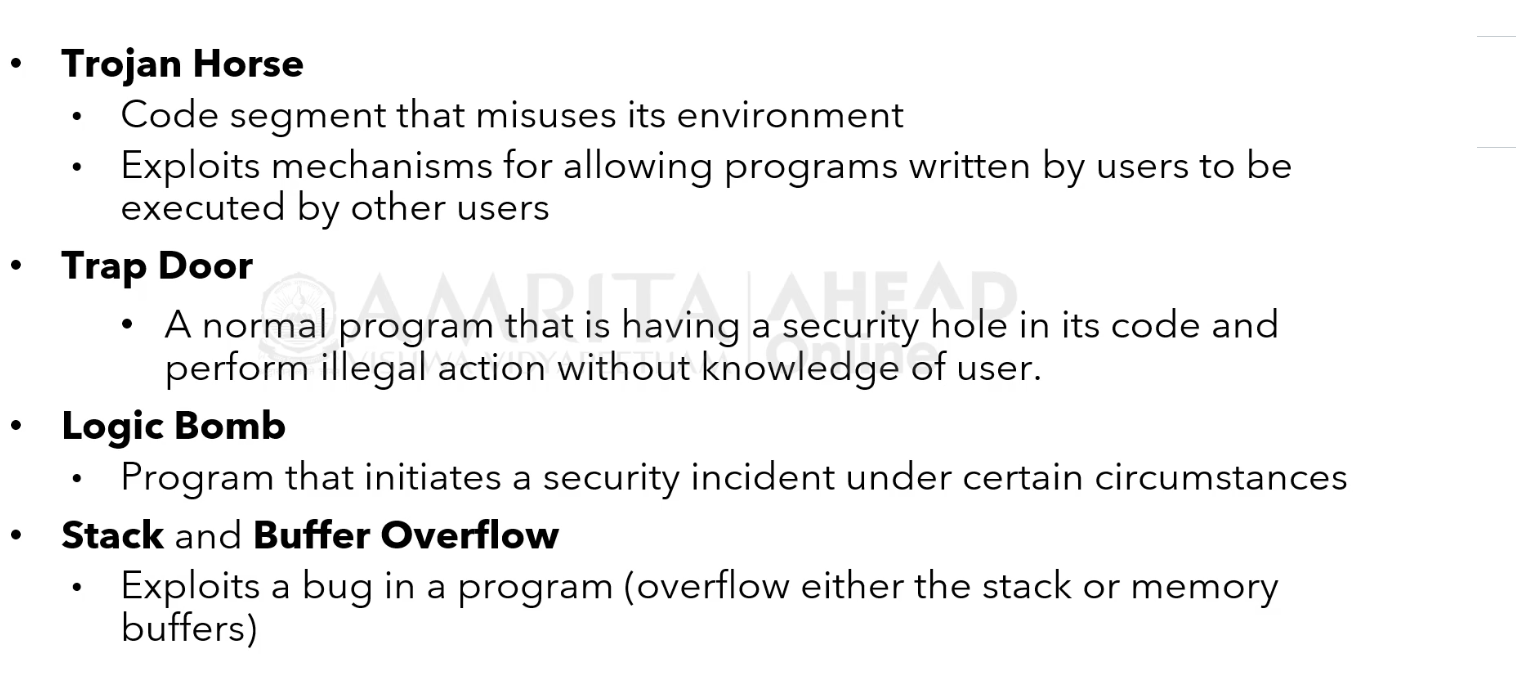 • Trojan Horse
• Code segment that misuses its environment
• Exploits mechanisms for allowing programs written by users to be
executed by other users
• Trap Door
AMRITA AHEAD
VISHWA VIDYAPEETHAM Online
• A normal program that is having a security hole in its code and
perform illegal action without knowledge of user.
• Logic Bomb
• Program that initiates a security incident under certain circumstances
• Stack and Buffer Overflow
• Exploits a bug in a program (overflow either the stack or memory
buffers)